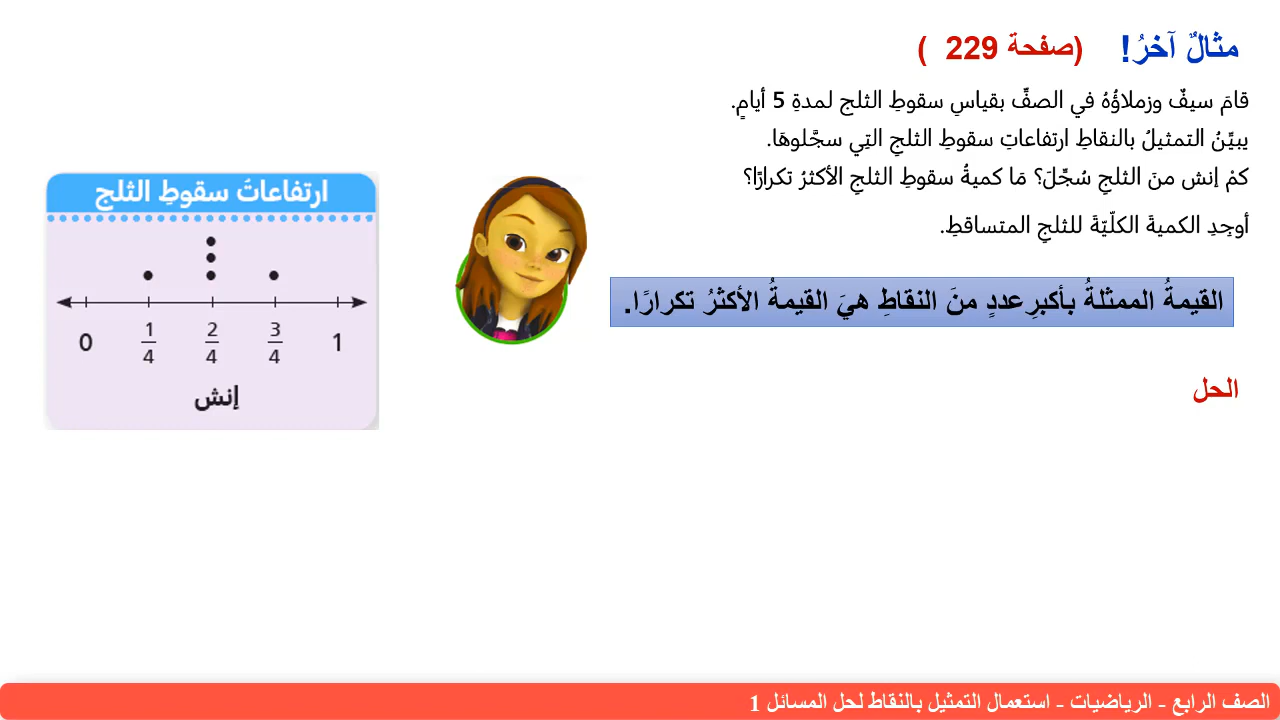 مثالٌ آخرُ! (صفحة 229 )
قامَ سيفٌ وزملاؤُهُ في الصفِّ بقياسِ سقوطِ الثلج لمدةِ 5 أيامٍ.
يبيِّنُ التمثيلُ بالنقاطِ ارتفاعاتِ سقوطِ الثلجِ التِي سجَّلوهَا.
كمْ إنش منَ الثلجِ سُجِّلَ؟ مَا كميةُ سقوطِ الثلجِ الأكثرُ تكرارًا؟
أوجِدِ الكميةَ الكلّيّةَ للثلجِ المتساقطِ.
القيمةُ الممثلةُ بأكبرِعددٍ منَ النقاطِ هيَ القيمةُ الأكثرُ تكرارًا.
الحل
ارتفاعاتُ سقوطِ الثلج
0 1/4 2/4 3/4 1
إنش
الصف الرابع - الرياضيات - استعمال التمثيل بالنقاط لحل المسائل 1